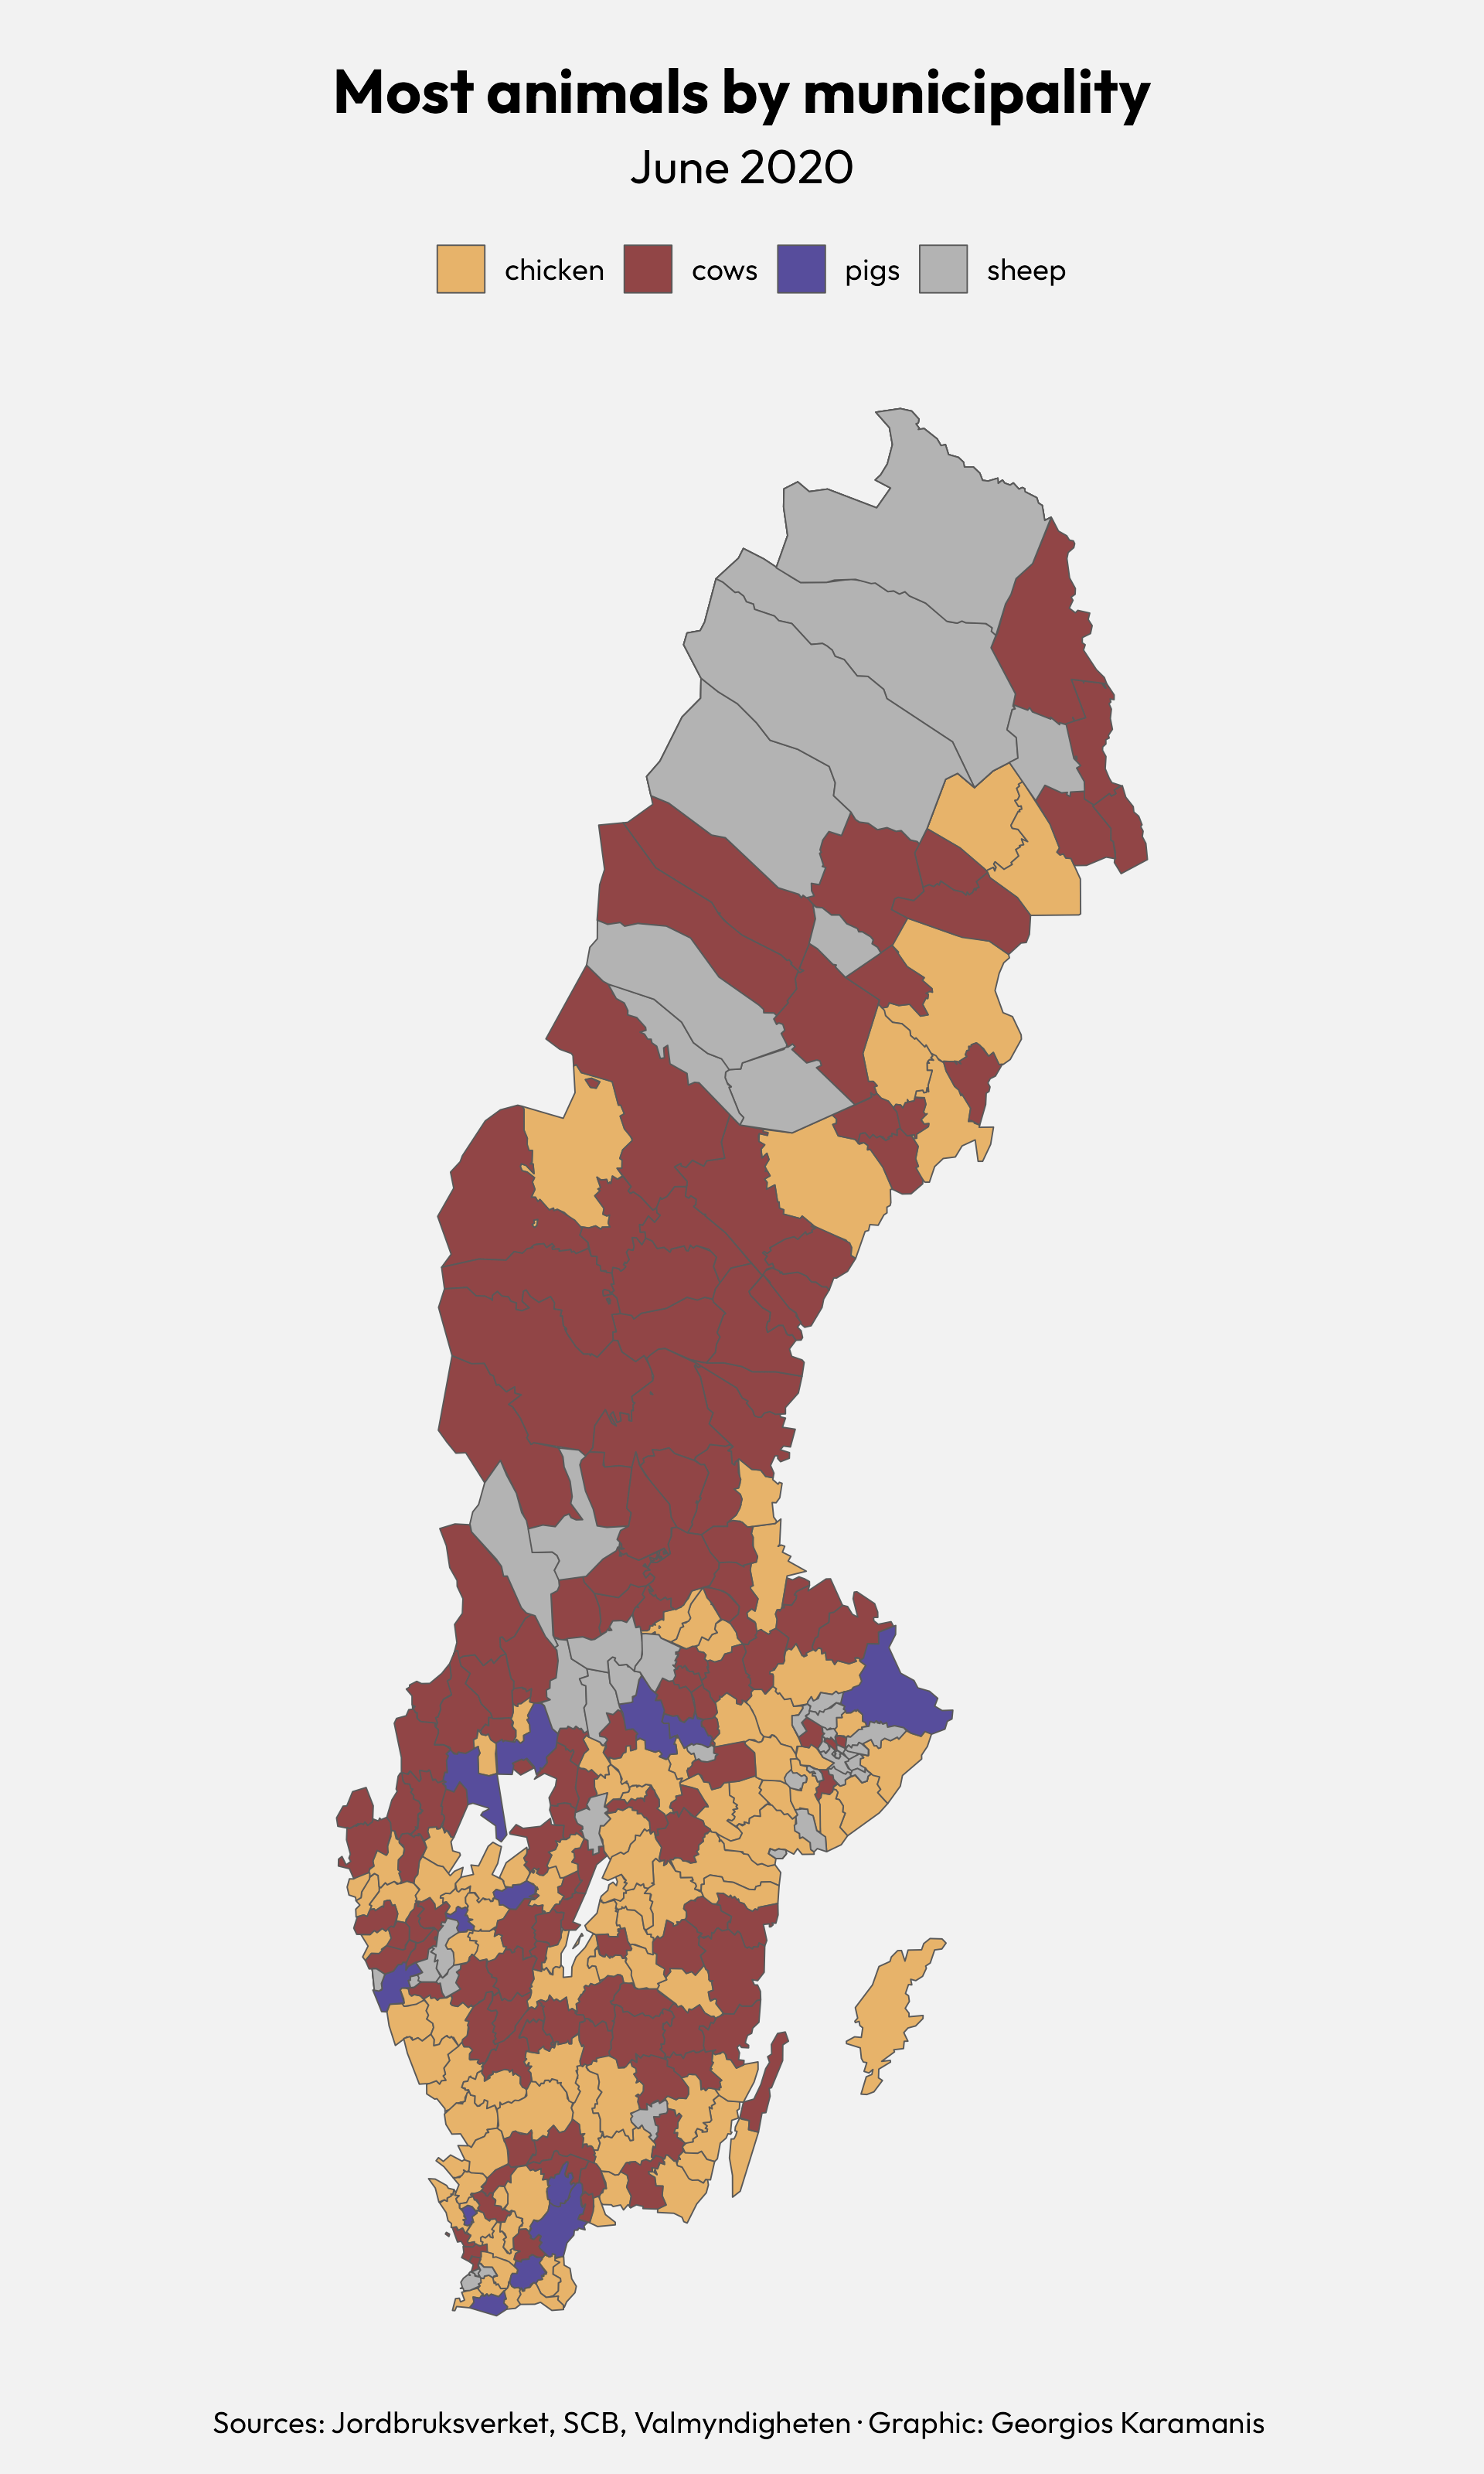 Most animals by municipality
June 2020
chicken cows pigs sheep
Sources: Jordbruksverket, SCB, Valmyndigheten · Graphic: Georgios Karamanis